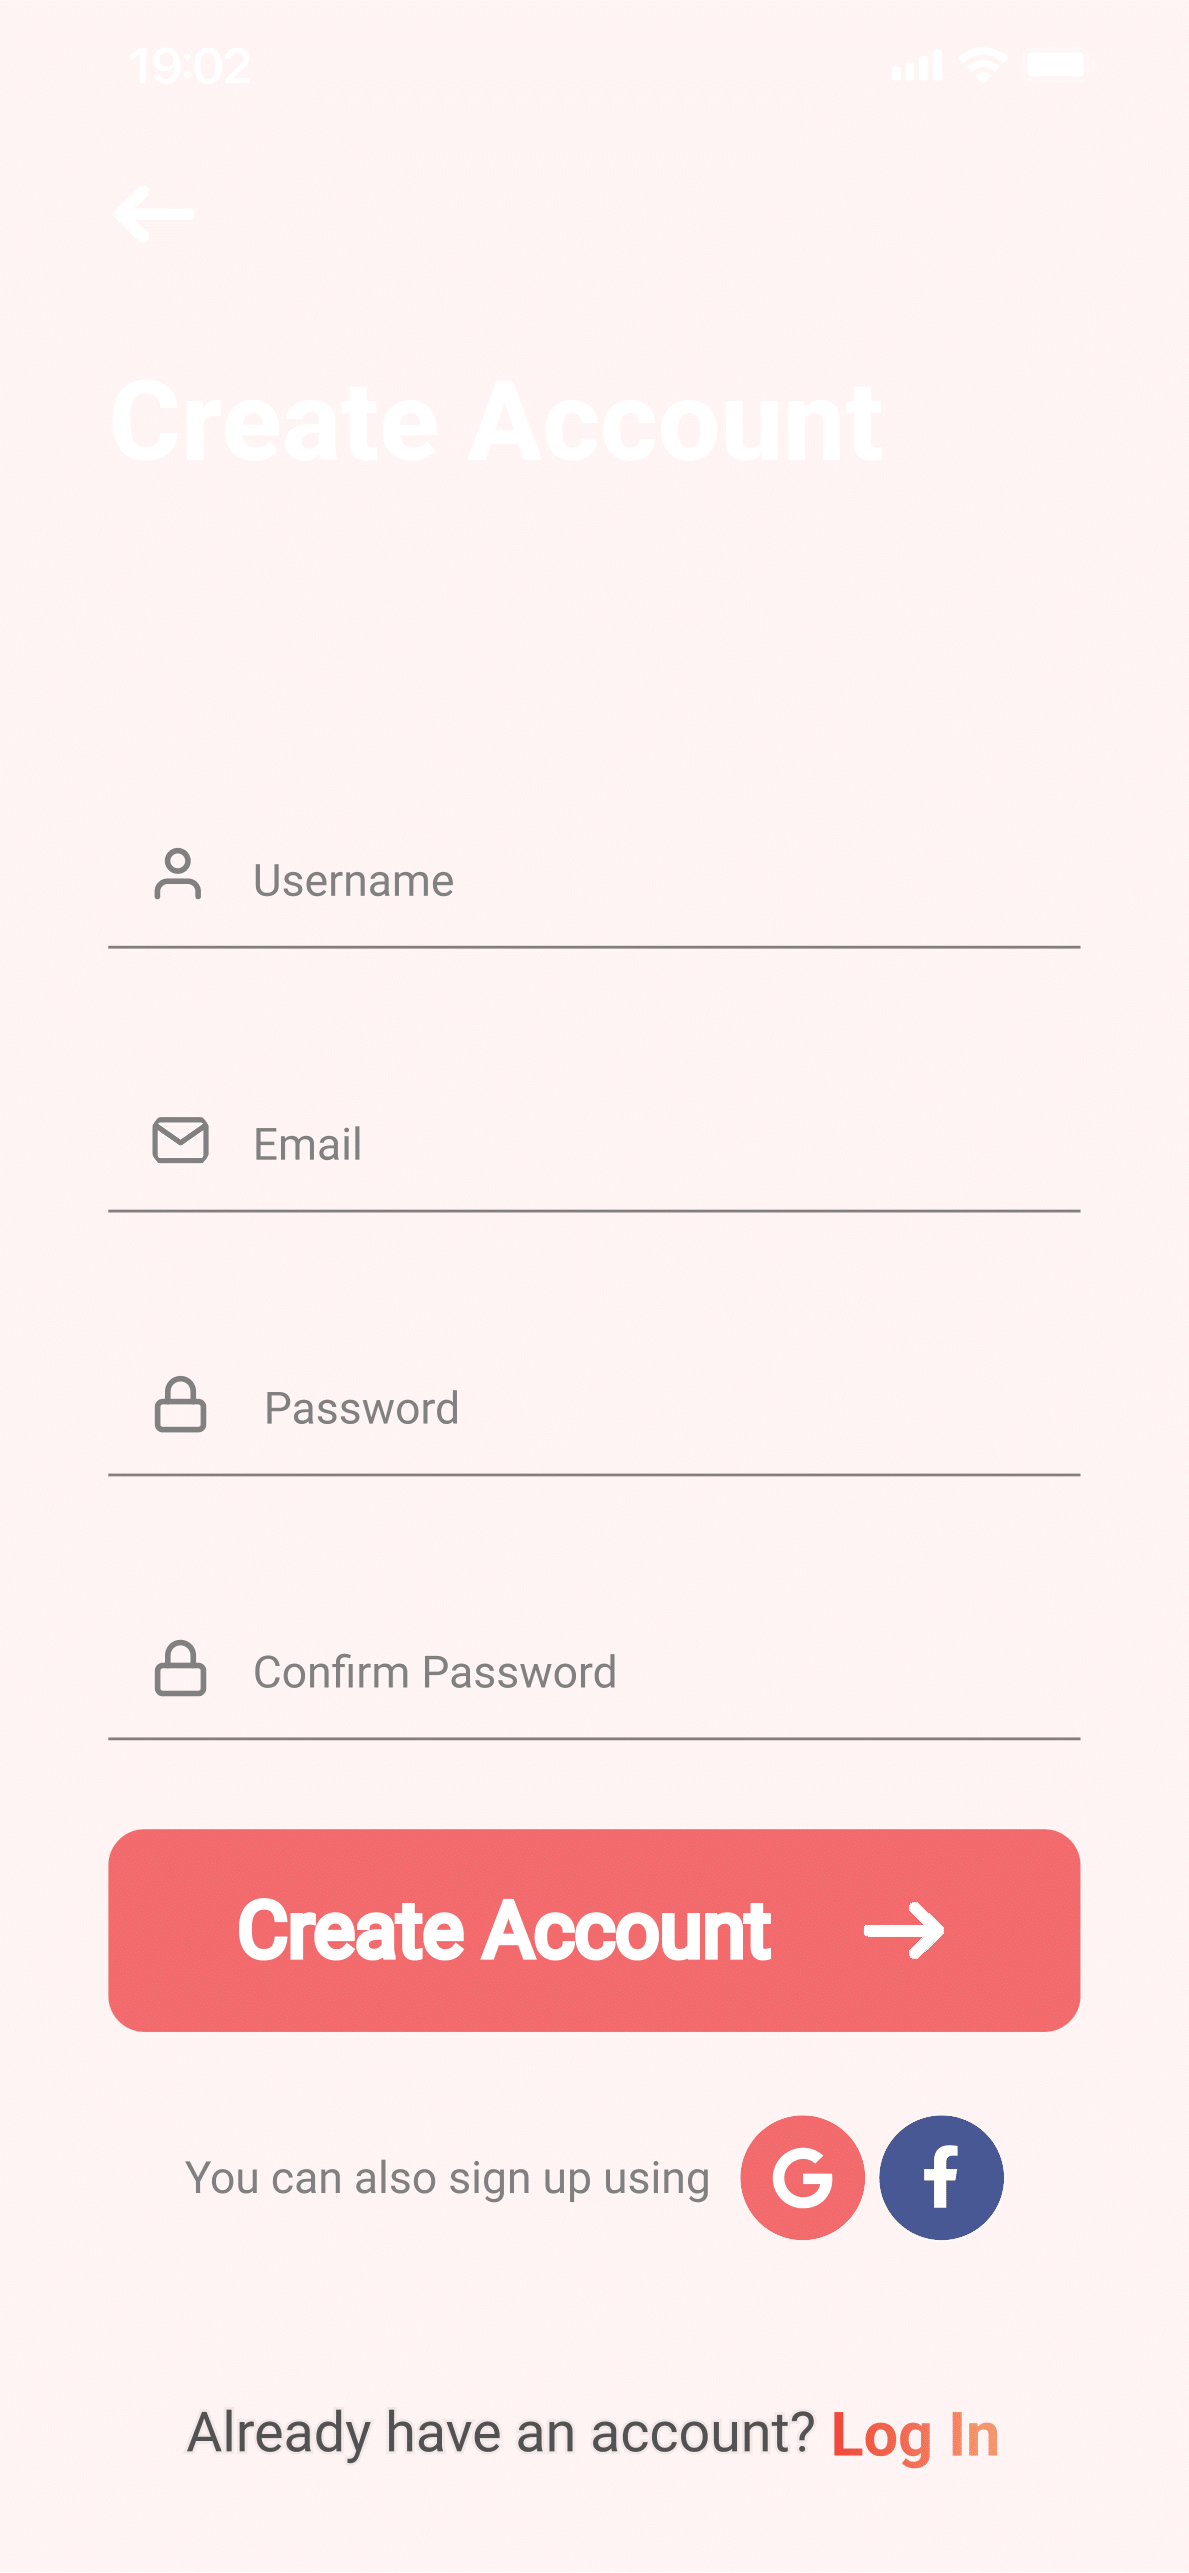 19:02
Create Account
Username
Email
Password
Confirm Password
Create Account
You can also sign up using G f
Already have an account? Log In